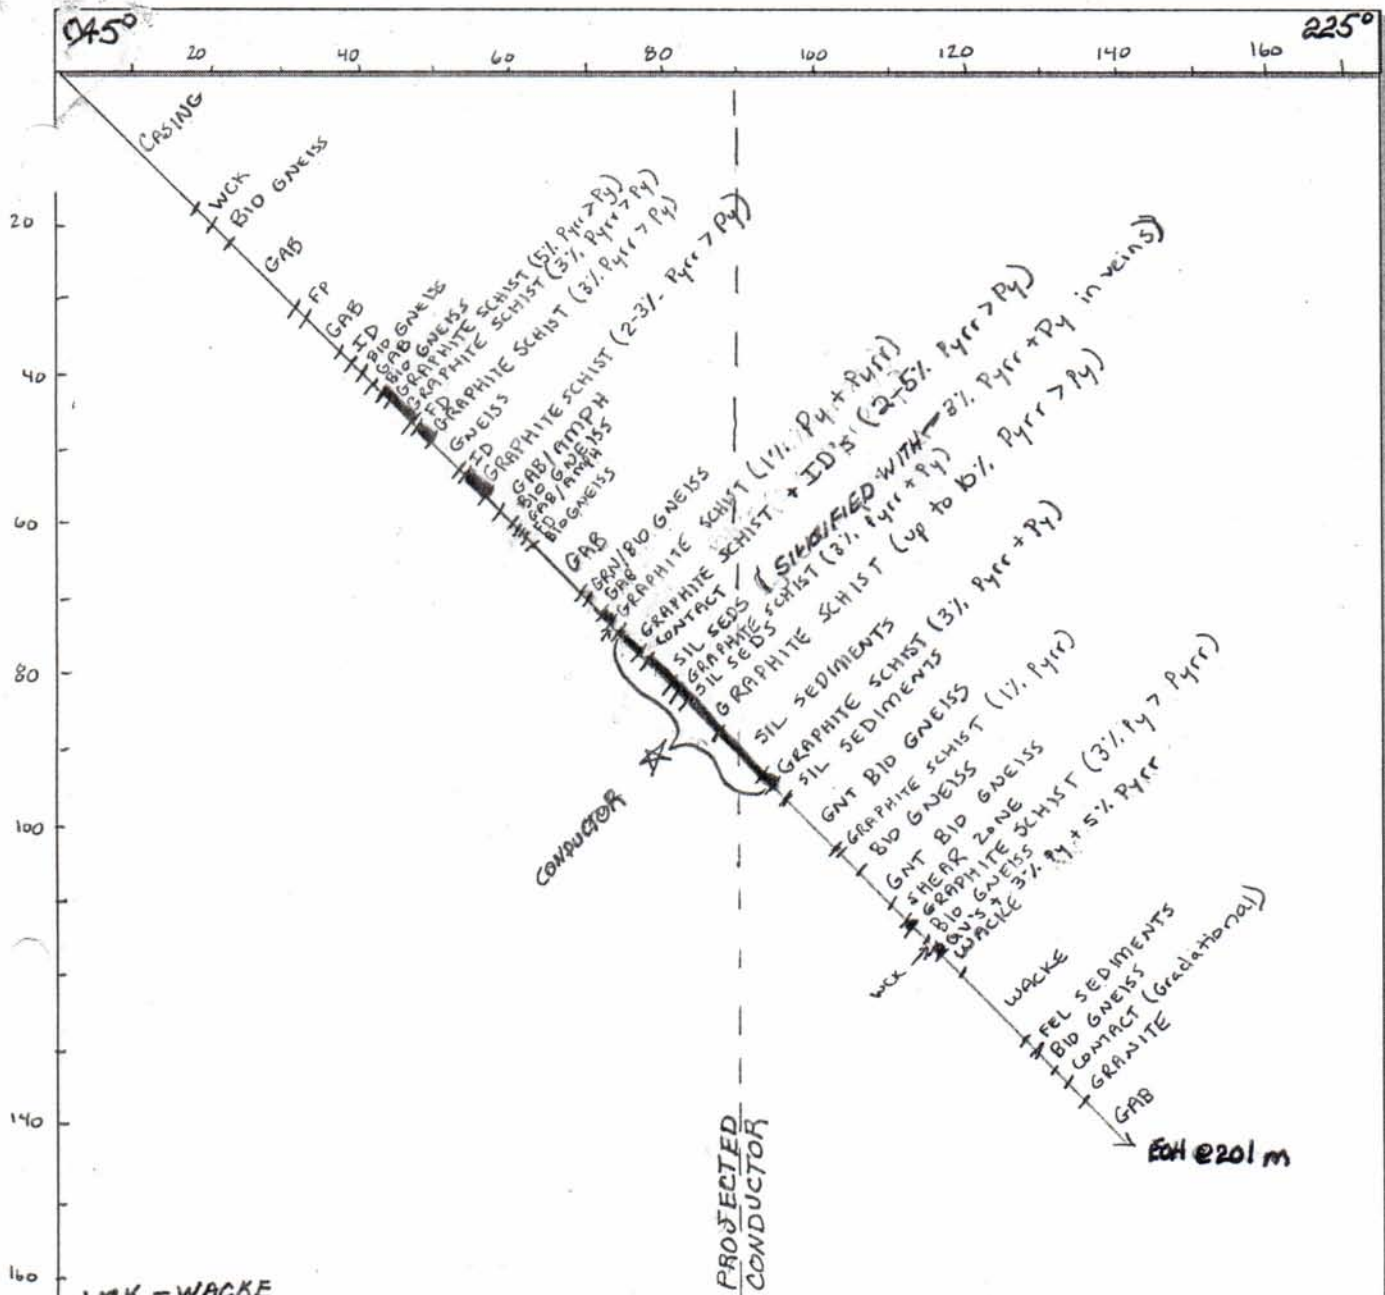 045°
225°
20 40 60 80 100 120 140 160
20
40
60
80
100
140
160
CASING
WCK
BIO GNEISS
GAB
FP
GAB
ID
BIO GNEISS
GAB
BIO GNEISS
GRAPHITE SCHIST (5% Pyrr > Py)
GRAPHITE SCHIST (3% Pyrr > Py)
FD
GRAPHITE SCHIST (3% Pyrr > Py)
GNEISS
ID
GRAPHITE SCHIST (2-3% Pyrr > Py)
GAB/AMPH
BIO GNEISS
GAB/AMPH
FD
BIO GNEISS
GAB
GRN/BIO GNEISS
GAB
GRAPHITE SCHIST (1% Py + Pyrr)
GRAPHITE SCHIST + ID'S (2-5% Pyrr > Py)
CONTACT
SIL SEDS (SILICIFIED WITH 3% Pyrr + Py in veins)
GRAPHITE SCHIST (3% Pyrr + Py)
SIL SEDS
GRAPHITE SCHIST (up to 10% Pyrr > Py)
SIL SEDIMENTS
GRAPHITE SCHIST (3% Pyrr + Py)
SIL SEDIMENTS
GNT BIO GNEISS
GRAPHITE SCHIST (1% Pyrr)
BIO GNEISS
GNT BIO GNEISS
SHEAR ZONE
GRAPHITE SCHIST (3% Py > Pyrr)
BIO GNEISS
QV'S + 3% Py + 5% Pyrr
WACKE
WCK
WACKE
FEL SEDIMENTS
BIO GNEISS
CONTACT (Gradational)
GRANITE
GAB
EOH @201m
CONDUCTOR
PROJECTED
CONDUCTOR
WCK - WACKE